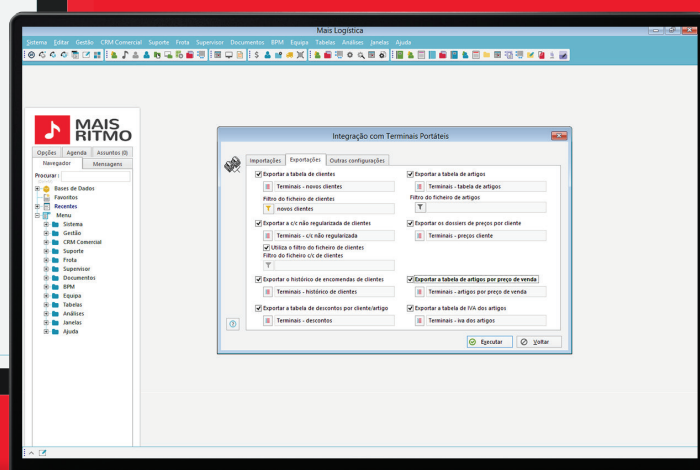 Mais Logística
Sistema Editar Gestão CRM Comercial Suporte Frota Supervisor Documentos BPM Equipa Tabelas Análises Janelas Ajuda
MAIS
RITMO
Opções Agenda Assuntos (0)
Navegador Mensagens
Procurar :
Bases de Dados
Favoritos
Recentes
Menu
Sistema
Gestão
CRM Comercial
Suporte
Frota
Supervisor
Documentos
BPM
Equipa
Tabelas
Análises
Janelas
Ajuda
Integração com Terminais Portáteis
Importações Exportações Outras configurações
Exportar a tabela de clientes
Terminais - novos clientes
Filtro do ficheiro de clientes
novos clientes
Exportar a c/c não regularizada de clientes
Terminais - c/c não regularizada
Utiliza o filtro do ficheiro de clientes
Filtro do ficheiro c/c de clientes
Exportar o histórico de encomendas de clientes
Terminais - histórico de clientes
Exportar a tabela de descontos por cliente/artigo
Terminais - descontos
Exportar a tabela de artigos
Terminais - tabela de artigos
Filtro do ficheiro de artigos
Exportar os dossiers de preços por cliente
Terminais - preços cliente
Exportar a tabela de artigos por preço de venda
Terminais - artigos por preço de venda
Exportar a tabela de IVA dos artigos
Terminais - iva dos artigos
Executar Voltar